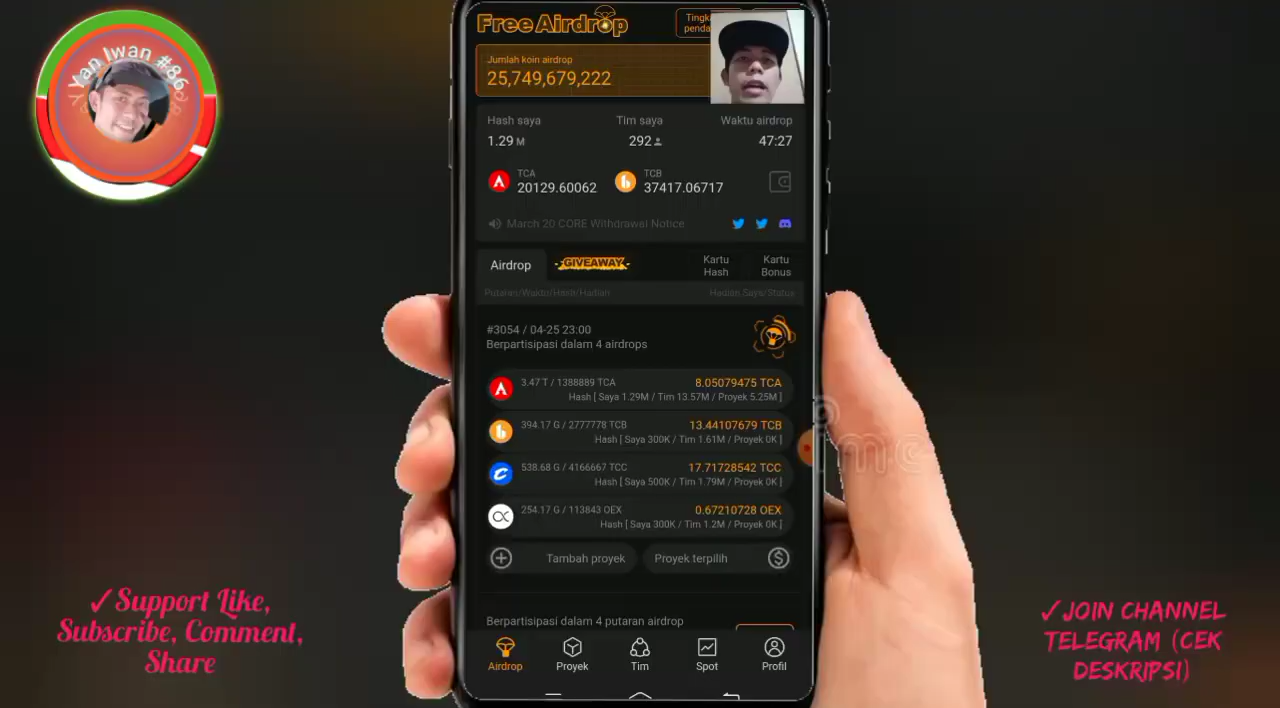 Yan Iwan #86
Free Airdrop
Tingka
penda
Jumlah koin airdrop
25,749,679,222
Hash saya
Tim saya
Waktu airdrop
1.29 M
292
47:27
TCA
20129.60062
TCB
37417.06717
March 20 CORE Withdrawal Notice
Airdrop
GIVEAWAY
Kartu
Hash
Kartu
Bonus
Putaran/Waktu/Hash/Hadiah
Hadiah Saya/Status
#3054 / 04-25 23:00
Berpartisipasi dalam 4 airdrops
3.47 T / 1388889 TCA
8.05079475 TCA
Hash [ Saya 1.29M / Tim 13.57M / Proyek 5.25M ]
394.17 G / 2777778 TCB
13.44107679 TCB
Hash [ Saya 300K / Tim 1.61M / Proyek 0K ]
538.68 G / 4166667 TCC
17.71728542 TCC
Hash [ Saya 500K / Tim 1.79M / Proyek 0K ]
254.17 G / 113843 OEX
0.67210728 OEX
Hash [ Saya 300K / Tim 1.2M / Proyek 0K ]
Tambah proyek
Proyek terpilih
Berpartisipasi dalam 4 putaran airdrop
Airdrop
Proyek
Tim
Spot
Profil
✓Support Like,
Subscribe, Comment,
Share
✓JOIN CHANNEL
TELEGRAM (CEK
DESKRIPSI)